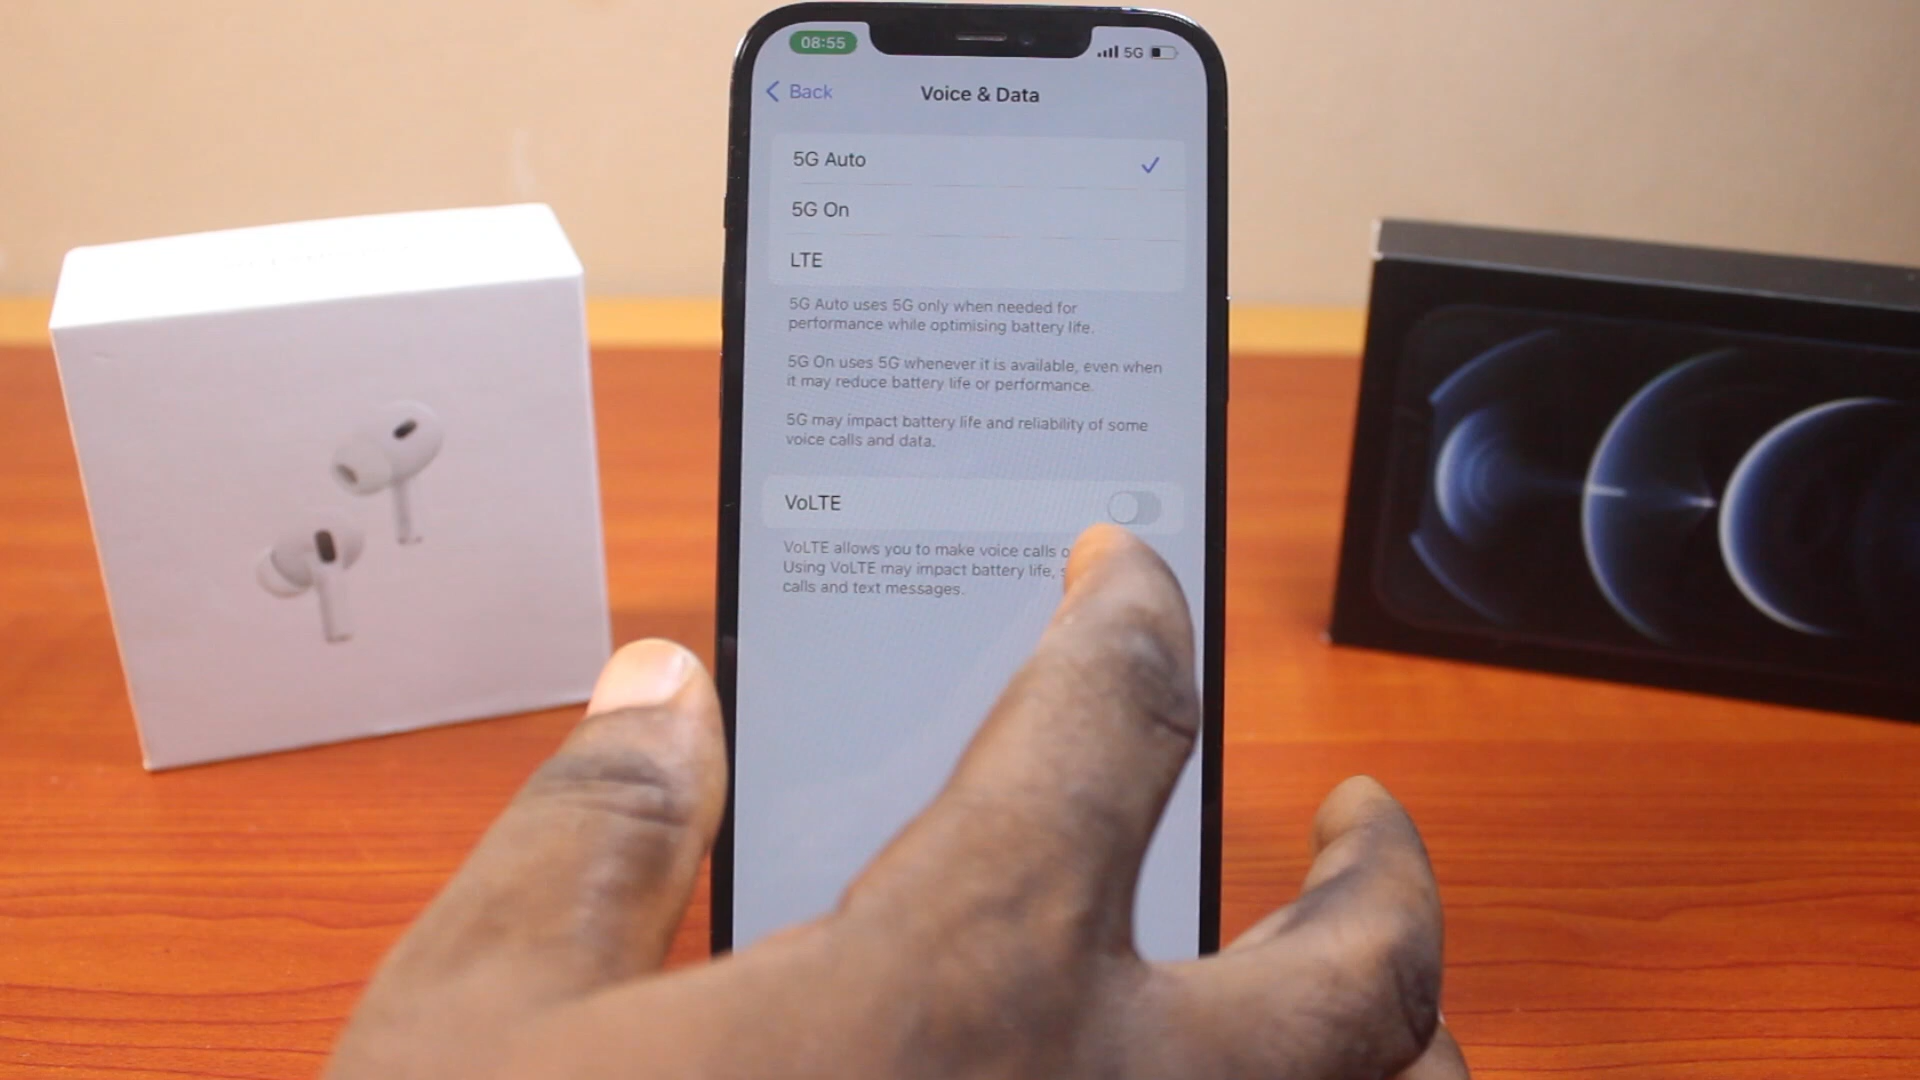 08:55
5G
Back
Voice & Data
5G Auto
5G On
LTE
5G Auto uses 5G only when needed for
performance while optimising battery life.
5G On uses 5G whenever it is available, even when
it may reduce battery life or performance.
5G may impact battery life and reliability of some
voice calls and data.
VoLTE
VoLTE allows you to make voice calls
Using VoLTE may impact battery life,
calls and text messages.